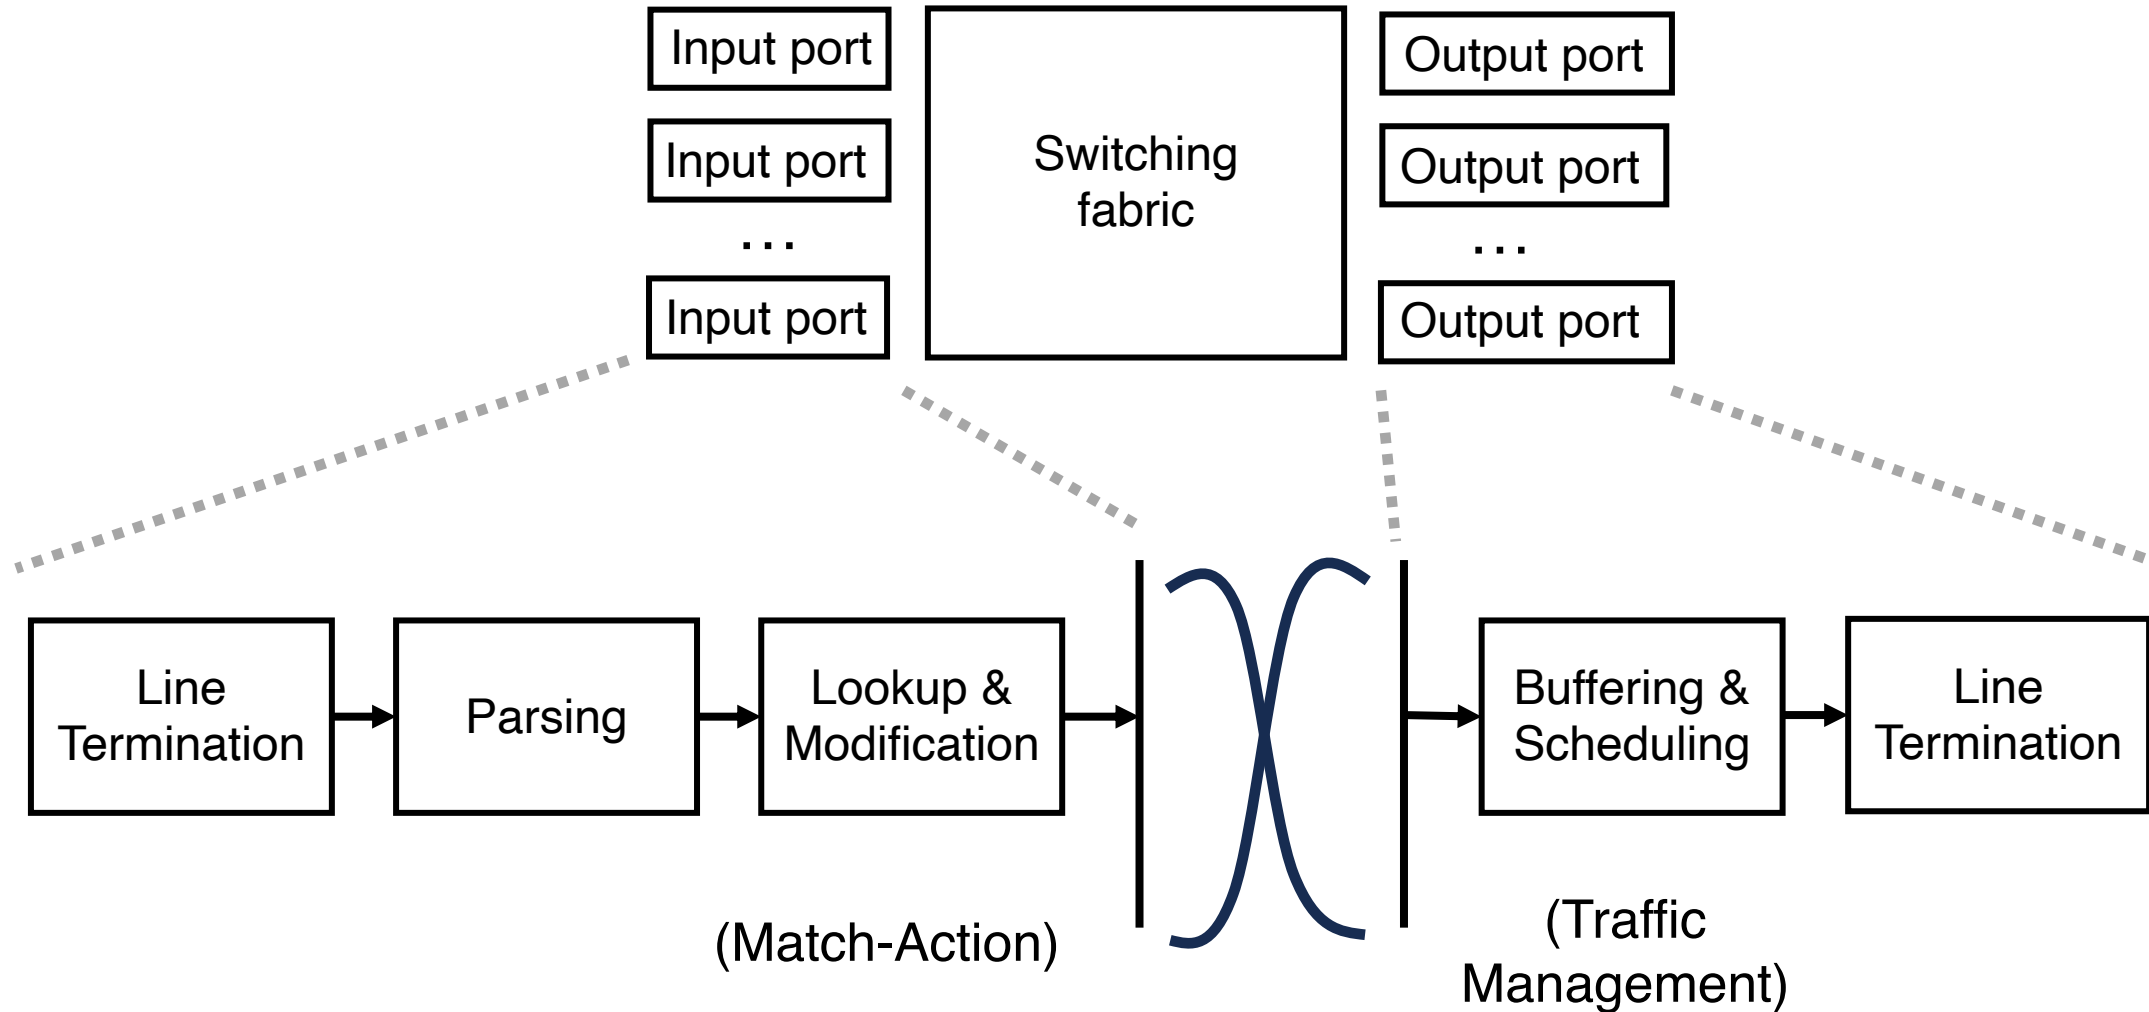 Input port
Input port
…
Input port
Switching
fabric
Output port
Output port
…
Output port
Line
Termination
Parsing
Lookup &
Modification
Buffering &
Scheduling
Line
Termination
(Match-Action)
(Traffic
Management)